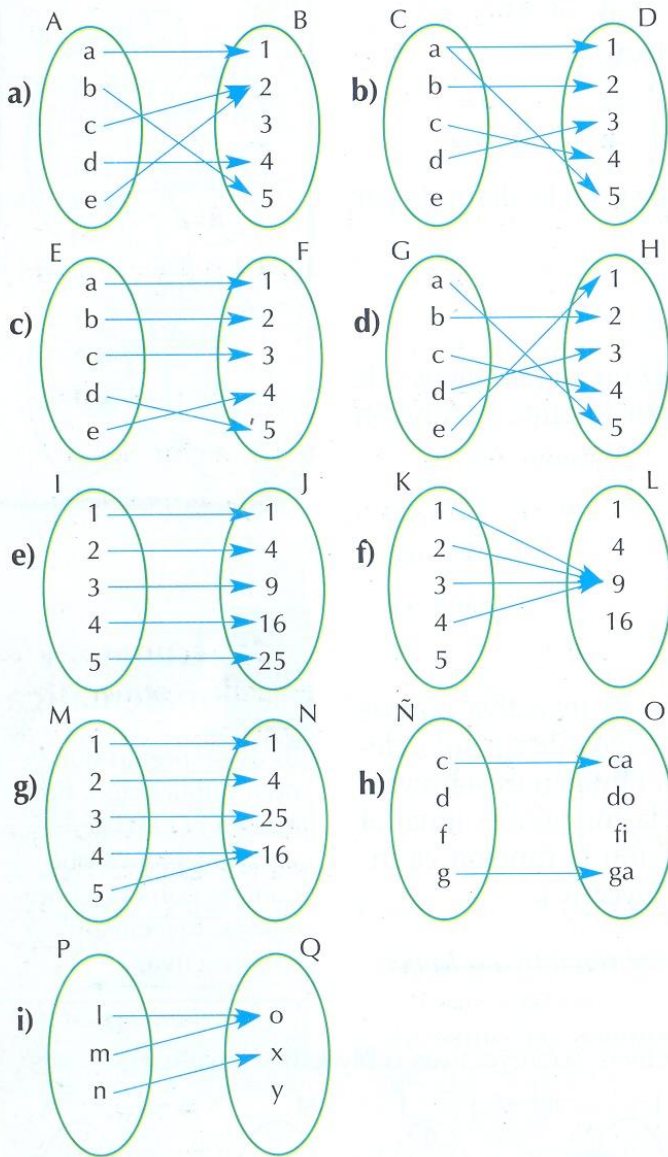 A B
a 1
b 2
a)
c 3
d 4
e 5
C D
a 1
b 2
b)
c 3
d 4
e 5
E F
a 1
b 2
c)
c 3
d 4
e 5
G H
a 1
b 2
d)
c 3
d 4
e 5
I J
1 1
2 4
e)
3 9
4 16
5 25
K L
1 1
2 4
f)
3 9
4 16
5
M N
1 1
2 4
g)
3 25
4 16
5
Ñ O
c ca
h)
d do
f fi
g ga
P Q
l o
i)
m x
n y